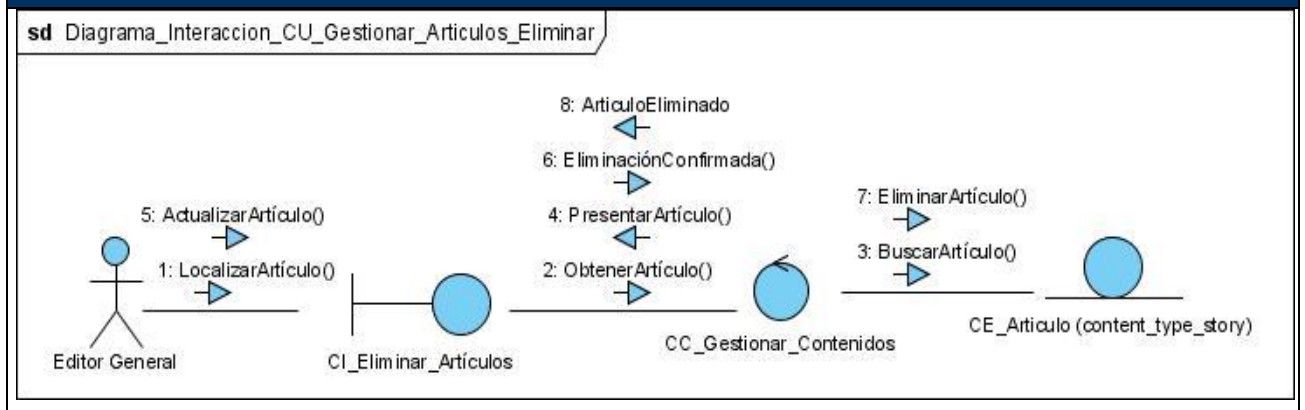 sd Diagrama_Interaccion_CU_Gestionar_Articulos_Eliminar
8: ArticuloEliminado
6: EliminaciónConfirmada()
7: EliminarArtículo()
5: ActualizarArtículo()
4: PresentarArtículo()
3: BuscarArtículo()
1: LocalizarArtículo()
2: ObtenerArtículo()
CE_Articulo (content_type_story)
CC_Gestionar_Contenidos
Editor General
CI_Eliminar_Artículos